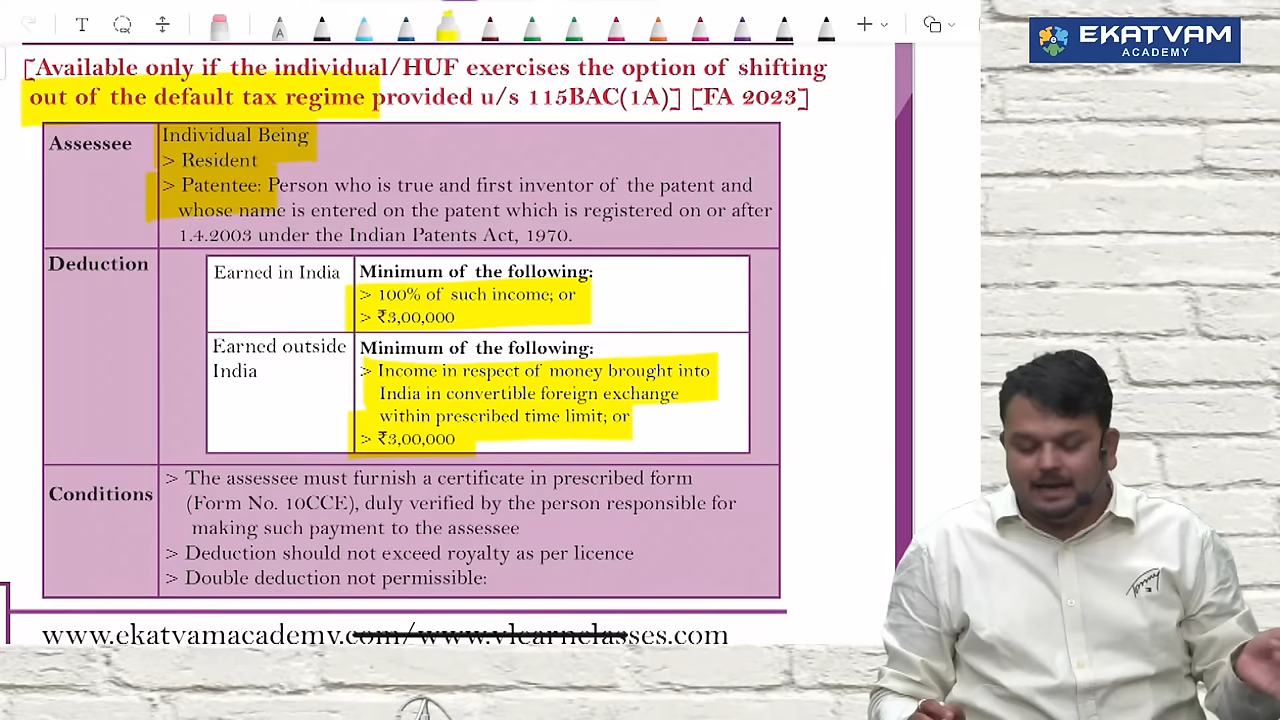 EKATVAM
ACADEMY
[Available only if the individual/HUF exercises the option of shifting
out of the default tax regime provided u/s 115BAC(1A)] [FA 2023]
Assessee
Individual Being
> Resident
> Patentee: Person who is true and first inventor of the patent and
whose name is entered on the patent which is registered on or after
1.4.2003 under the Indian Patents Act, 1970.
Deduction
Earned in India
Minimum of the following:
> 100% of such income; or
> ₹3,00,000
Earned outside
India
Minimum of the following:
> Income in respect of money brought into
India in convertible foreign exchange
within prescribed time limit; or
> ₹3,00,000
Conditions
> The assessee must furnish a certificate in prescribed form
(Form No. 10CCE), duly verified by the person responsible for
making such payment to the assessee
> Deduction should not exceed royalty as per licence
> Double deduction not permissible:
www.ekatvamacademy.com/www.vlearnclasses.com